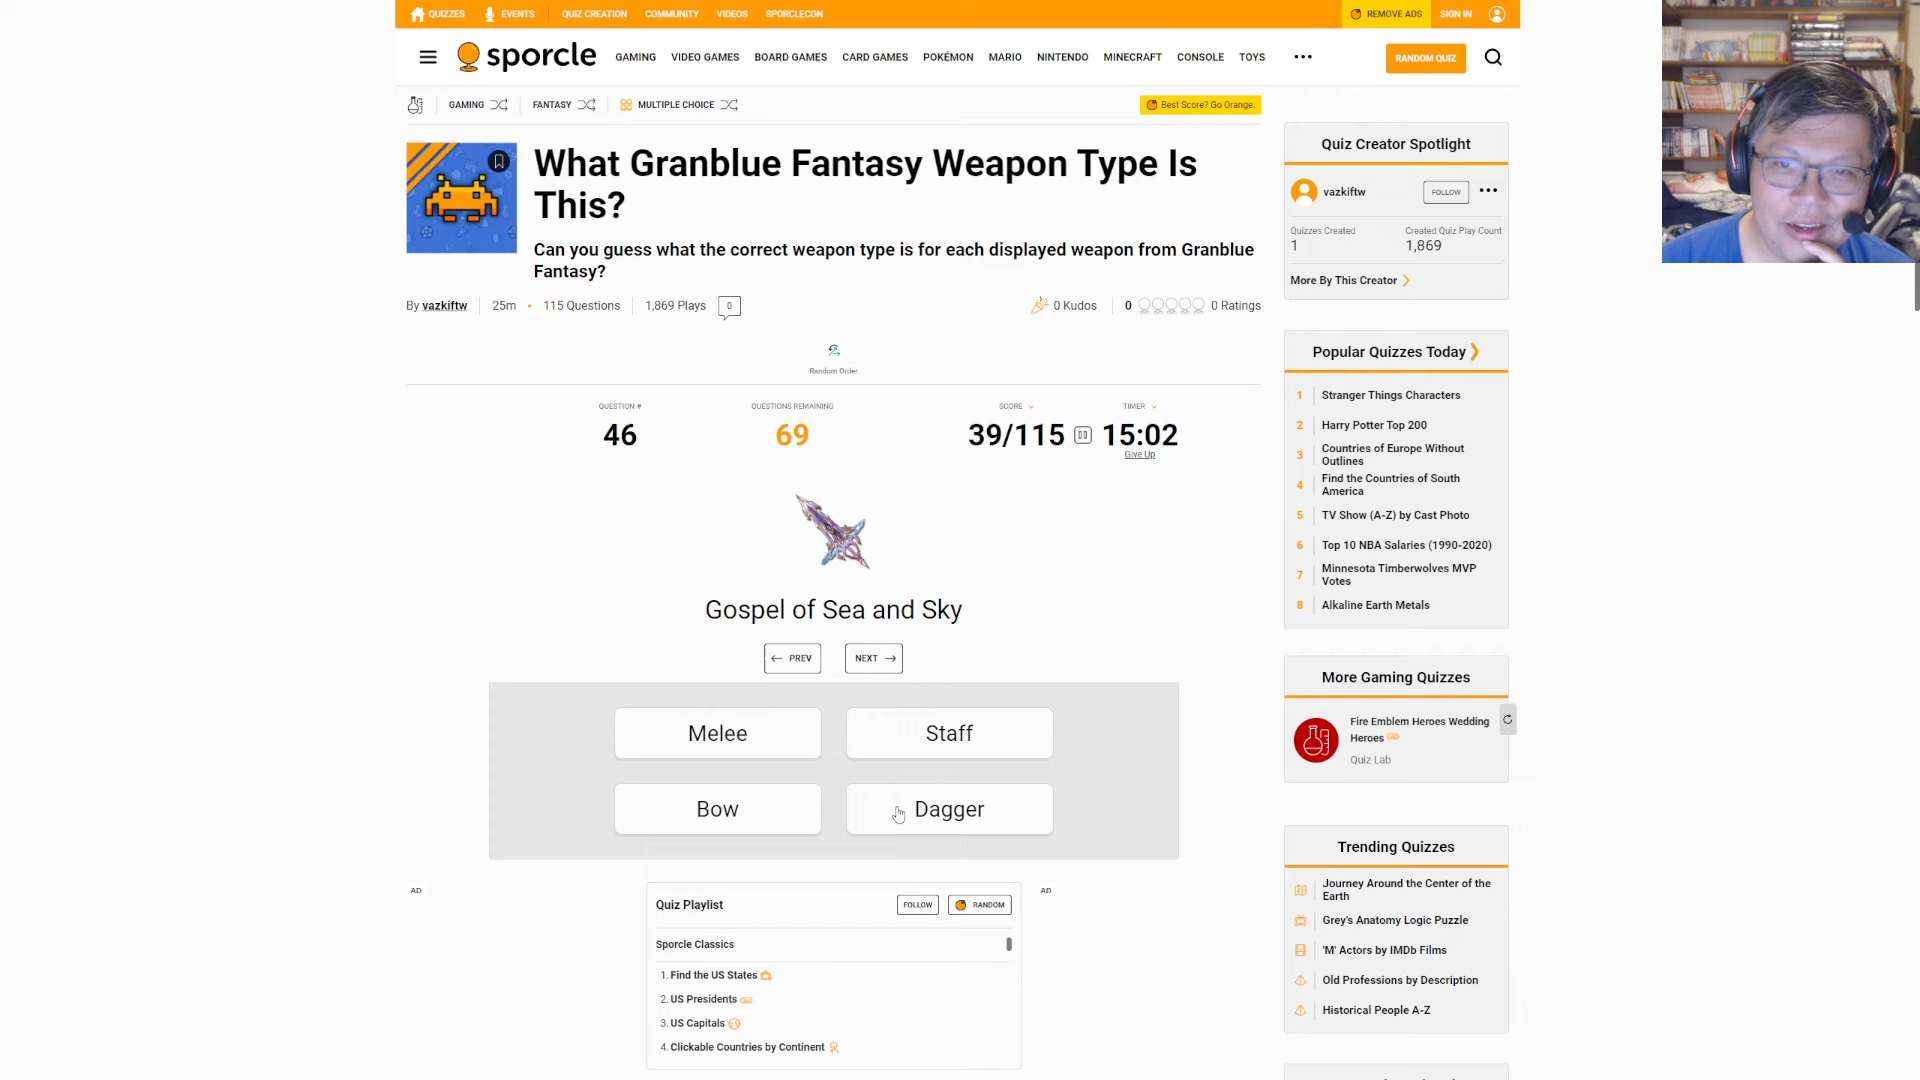 QUIZZES
EVENTS
QUIZ CREATION
COMMUNITY
VIDEOS
SPORCLECON
REMOVE ADS
SIGN IN
sporcle
GAMING
VIDEO GAMES
BOARD GAMES
CARD GAMES
POKÉMON
MARIO
NINTENDO
MINECRAFT
CONSOLE
TOYS
RANDOM QUIZ
GAMING
FANTASY
MULTIPLE CHOICE
Best Score? Go Orange.
What Granblue Fantasy Weapon Type Is
This?
Can you guess what the correct weapon type is for each displayed weapon from Granblue
Fantasy?
By vazkiftw
25m • 115 Questions
1,869 Plays
0
0 Kudos
0
0 Ratings
Random Order
QUESTION #
46
QUESTIONS REMAINING
69
SCORE
39/115
TIMER
15:02
Give Up
Gospel of Sea and Sky
← PREV
NEXT →
Melee
Staff
Bow
Dagger
AD
AD
Quiz Playlist
FOLLOW
RANDOM
Sporcle Classics
1. Find the US States
2. US Presidents
3. US Capitals
4. Clickable Countries by Continent
Quiz Creator Spotlight
vazkiftw
FOLLOW
Quizzes Created
1
Created Quiz Play Count
1,869
More By This Creator
Popular Quizzes Today
1 Stranger Things Characters
2 Harry Potter Top 200
3 Countries of Europe Without
Outlines
4 Find the Countries of South
America
5 TV Show (A-Z) by Cast Photo
6 Top 10 NBA Salaries (1990-2020)
7 Minnesota Timberwolves MVP
Votes
8 Alkaline Earth Metals
More Gaming Quizzes
Fire Emblem Heroes Wedding
Heroes
Quiz Lab
Trending Quizzes
Journey Around the Center of the
Earth
Grey's Anatomy Logic Puzzle
'M' Actors by IMDb Films
Old Professions by Description
Historical People A-Z